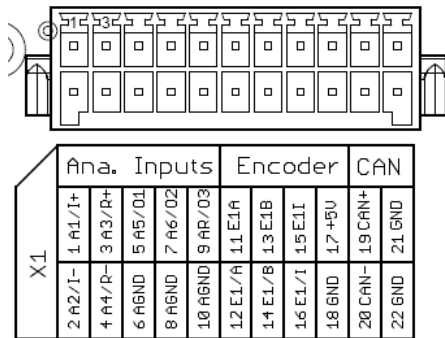 1 3
Ana. Inputs Encoder CAN
X1
1 A1/I+ 3 A3/R+ 5 A5/O1 7 A6/O2 9 AR/O3 11 E1A 13 E1B 15 E1I 17 +5V 19 CAN+ 21 GND
2 A2/I- 4 A4/R- 6 AGND 8 AGND 10 AGND 12 E1/A 14 E1/B 16 E1/I 18 GND 20 CAN- 22 GND